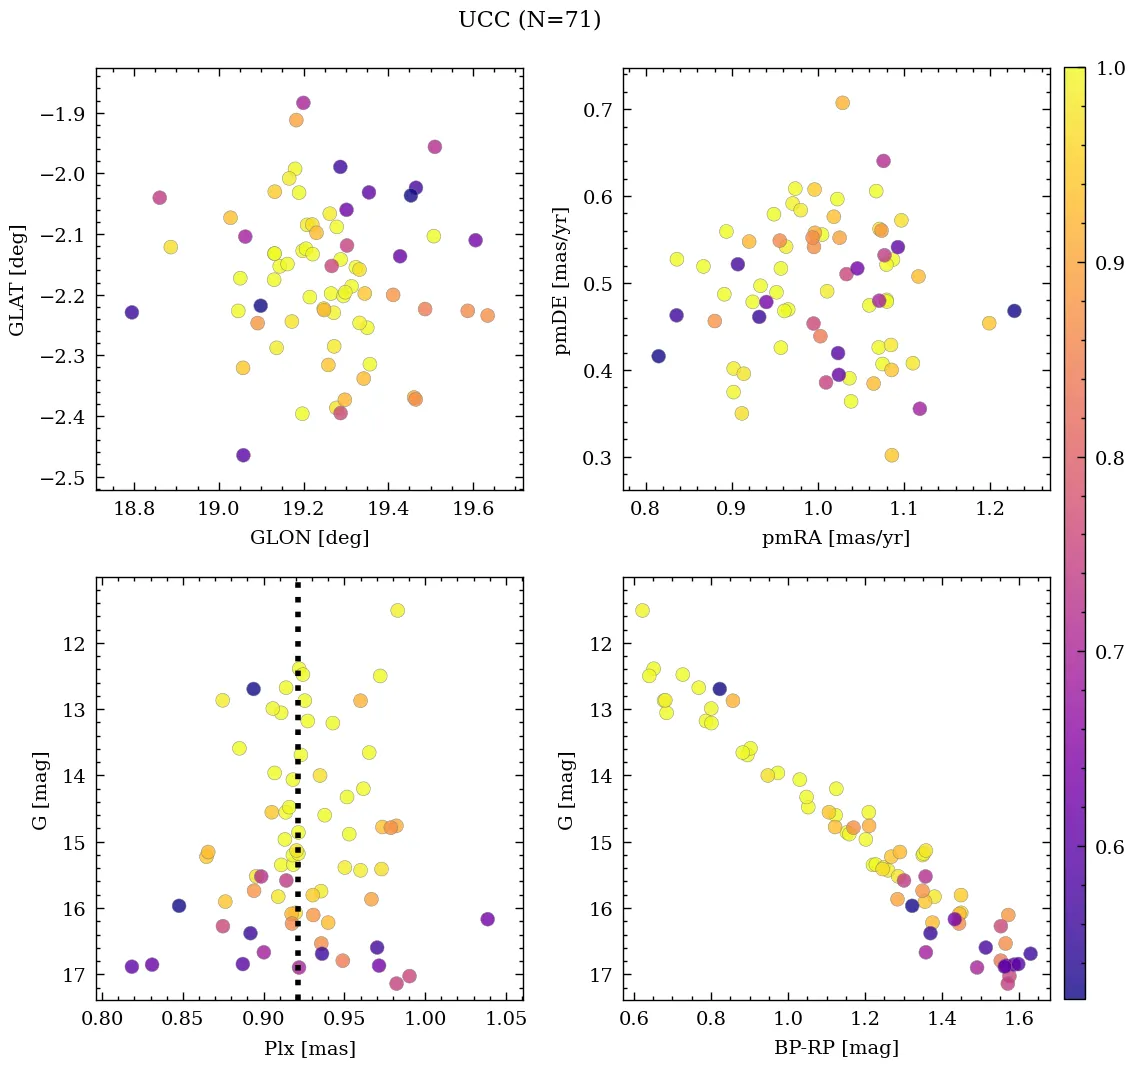 UCC (N=71)
−1.9
−2.0
−2.1
−2.2
−2.3
−2.4
−2.5
GLAT [deg]
18.8 19.0 19.2 19.4 19.6
GLON [deg]
0.7
0.6
0.5
0.4
0.3
pmDE [mas/yr]
0.8 0.9 1.0 1.1 1.2
pmRA [mas/yr]
12
13
14
15
16
17
G [mag]
0.80 0.85 0.90 0.95 1.00 1.05
Plx [mas]
12
13
14
15
16
17
G [mag]
0.6 0.8 1.0 1.2 1.4 1.6
BP-RP [mag]
1.0
0.9
0.8
0.7
0.6